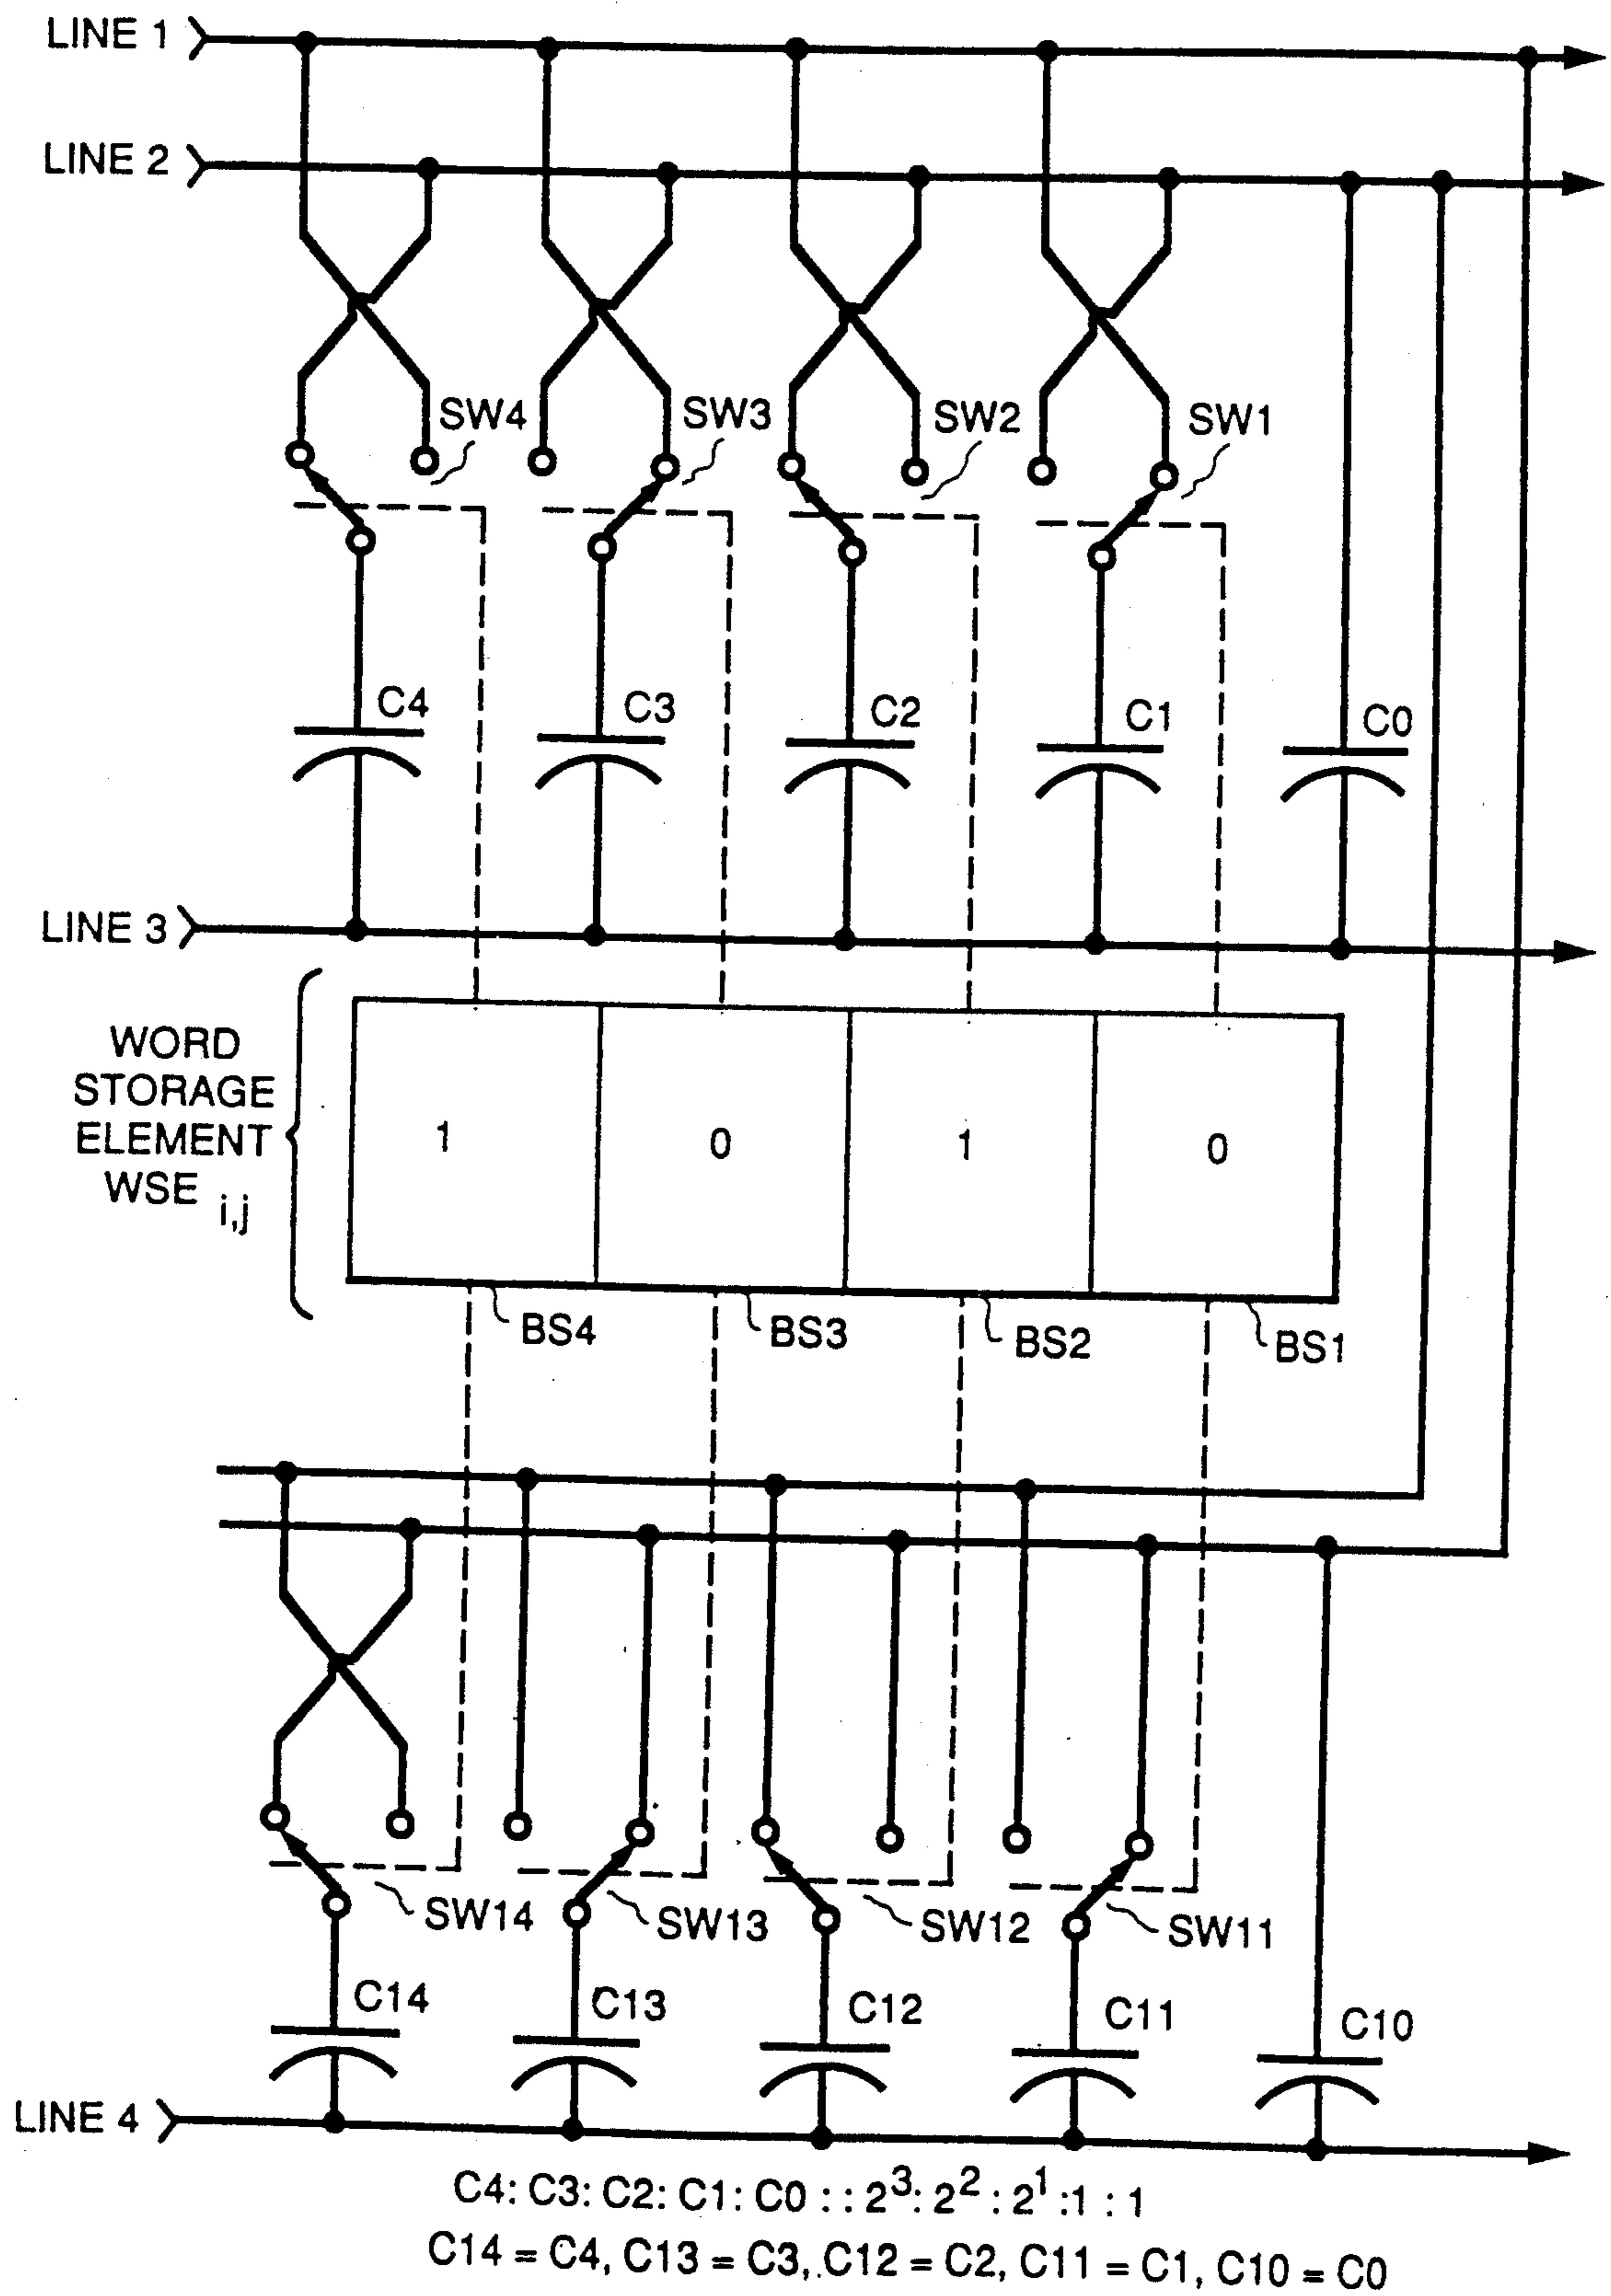 LINE 1
LINE 2
SW4
SW3
SW2
SW1
C4
C3
C2
C1
C0
LINE 3
WORD
STORAGE
ELEMENT
WSE i,j
1
0
1
0
BS4
BS3
BS2
BS1
SW14
SW13
SW12
SW11
C14
C13
C12
C11
C10
LINE 4
C4: C3: C2: C1: C0 : : 2³: 2² : 2¹ :1 : 1
C14 = C4, C13 = C3, C12 = C2, C11 = C1, C10 = C0